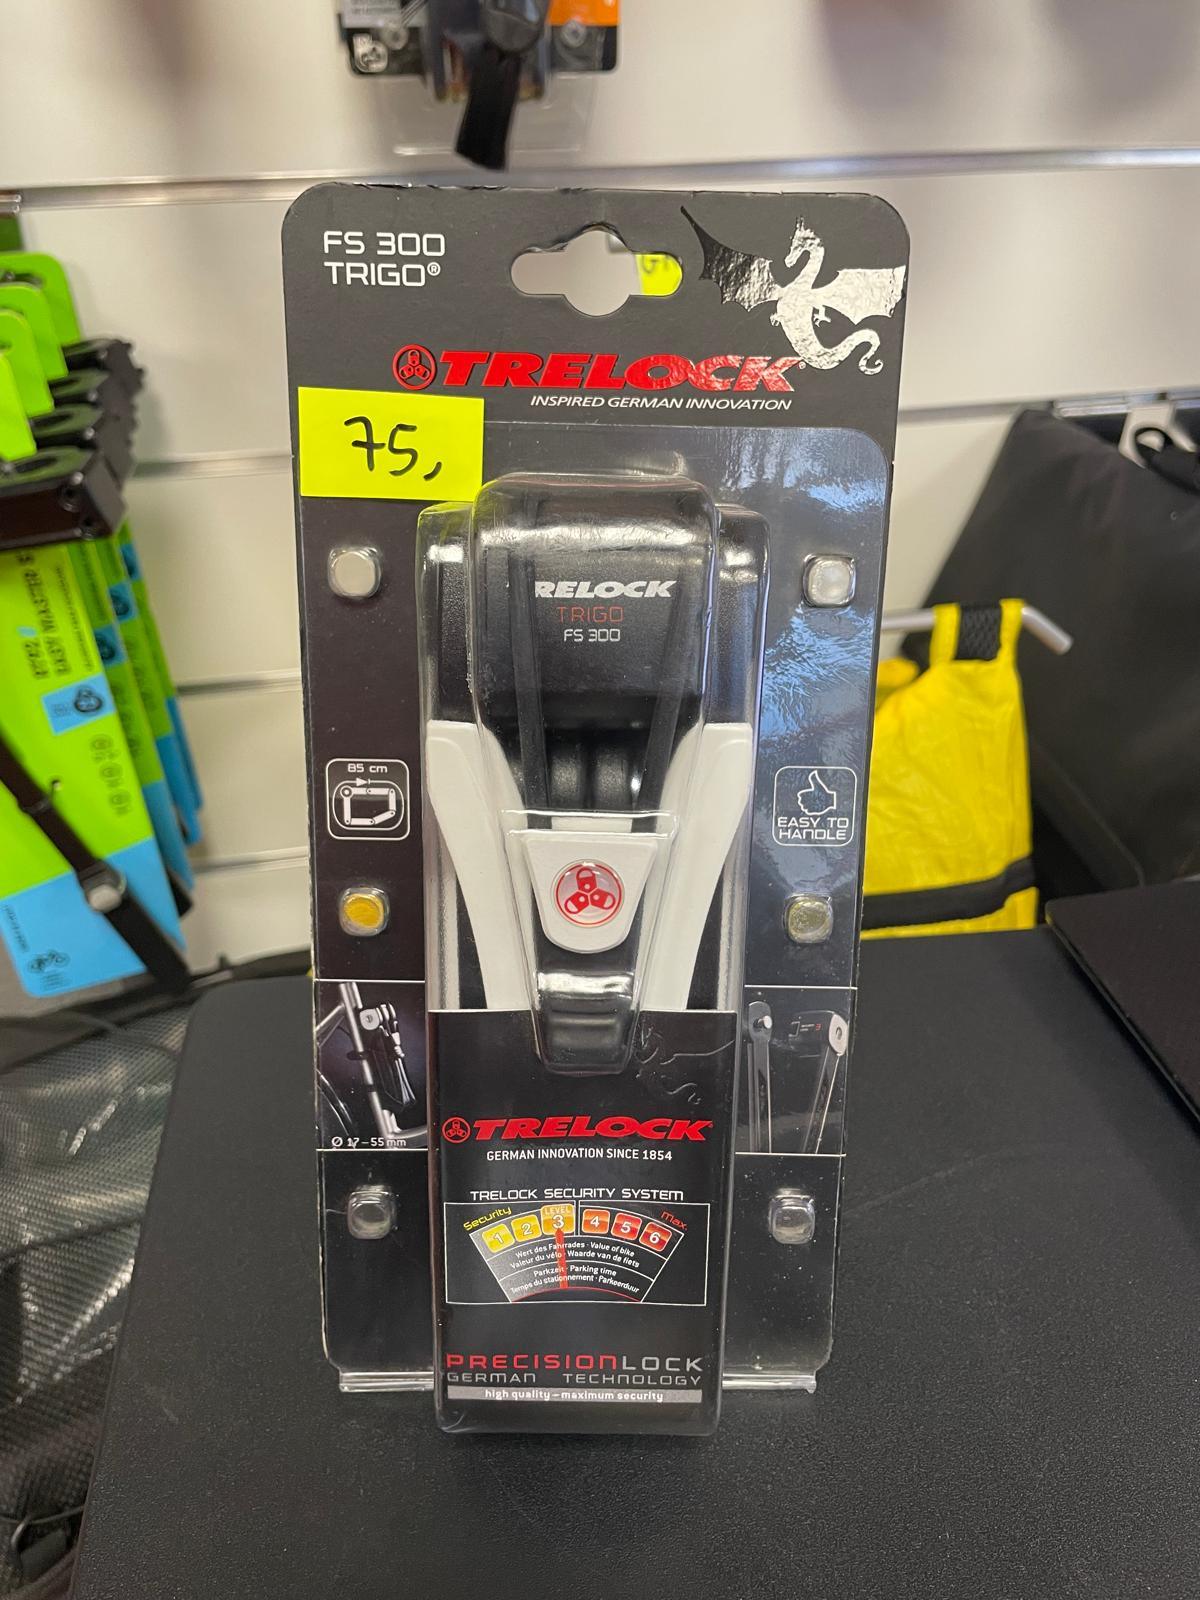 FS 300
TRIGO®
TRELOCK®
INSPIRED GERMAN INNOVATION
75,
RELOCK
TRIGO
FS 300
85 cm
EASY TO
HANDLE
Ø 17–55 mm
TRELOCK
GERMAN INNOVATION SINCE 1854
TRELOCK SECURITY SYSTEM
Security
LEVEL
Max.
1 2 3 4 5 6
Wert des Fahrrades · Value of bike
Valeur du vélo · Waarde van de fiets
Parkzeit · Parking time
Temps du stationnement · Parkeerduur
PRECISIONLOCK
GERMAN TECHNOLOGY
high quality – maximum security